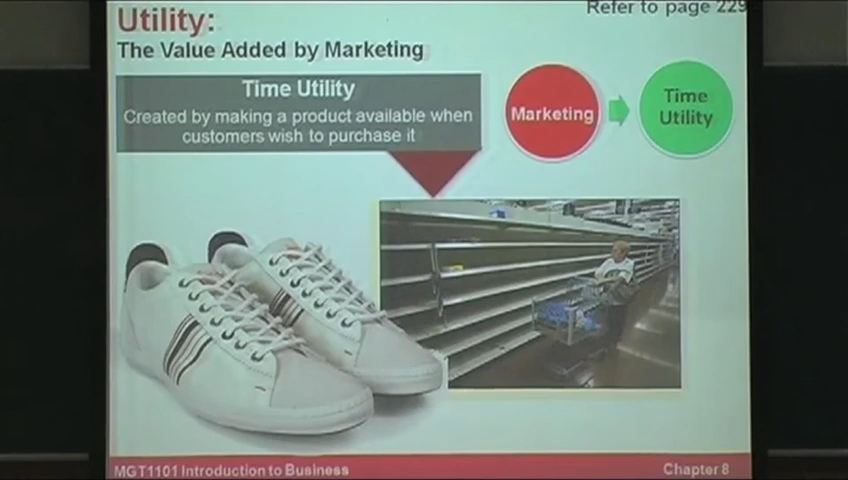 Utility:
Refer to page 229
The Value Added by Marketing
Time Utility
Created by making a product available when
customers wish to purchase it
Marketing
Time
Utility
MGT1101 Introduction to Business
Chapter 8